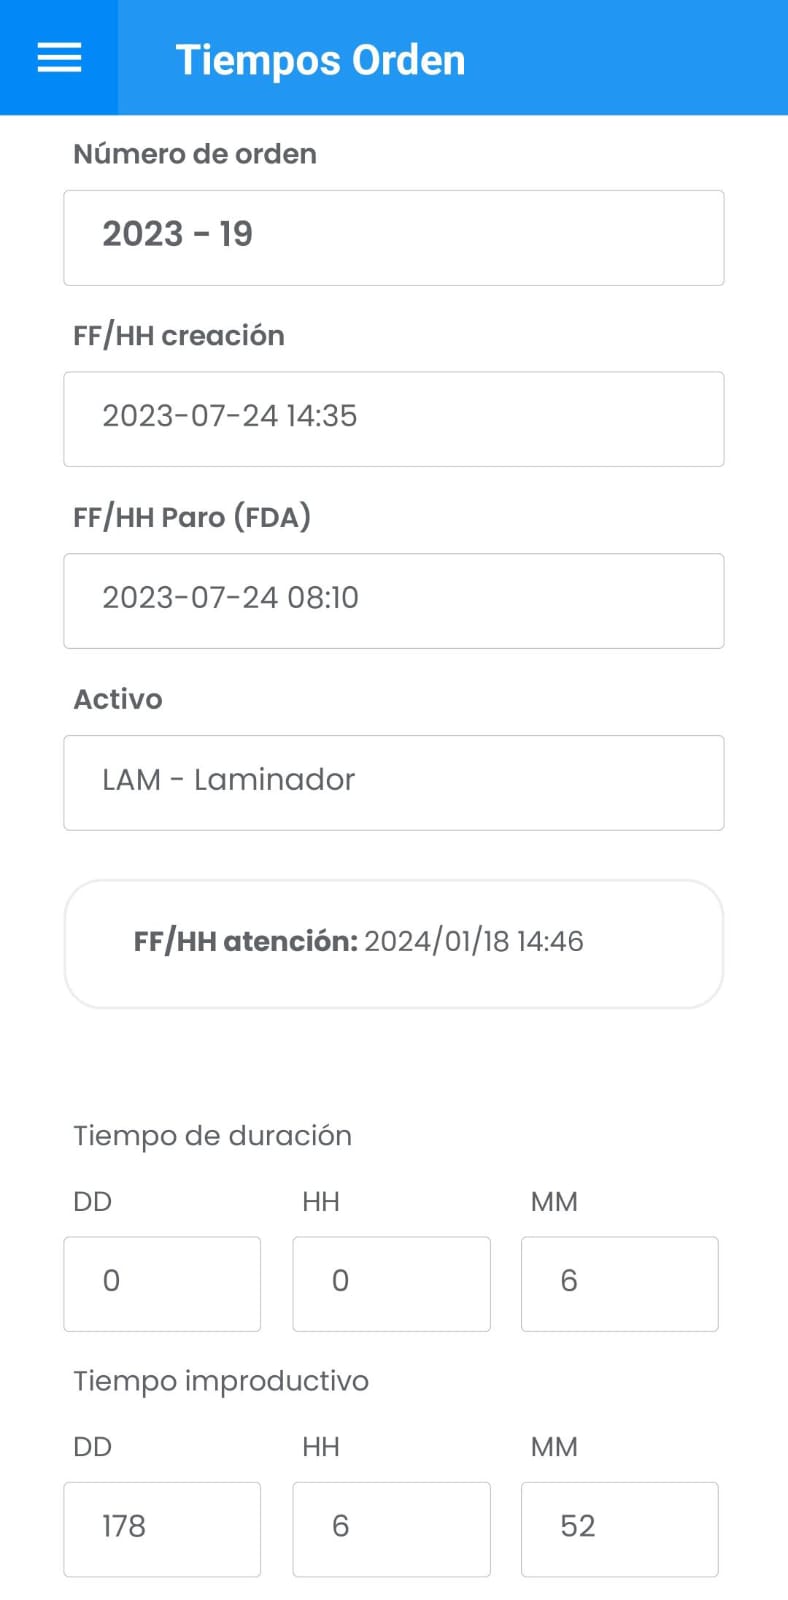 Tiempos Orden
Número de orden
2023 - 19
FF/HH creación
2023-07-24 14:35
FF/HH Paro (FDA)
2023-07-24 08:10
Activo
LAM - Laminador
FF/HH atención: 2024/01/18 14:46
Tiempo de duración
DD HH MM
0 0 6
Tiempo improductivo
DD HH MM
178 6 52